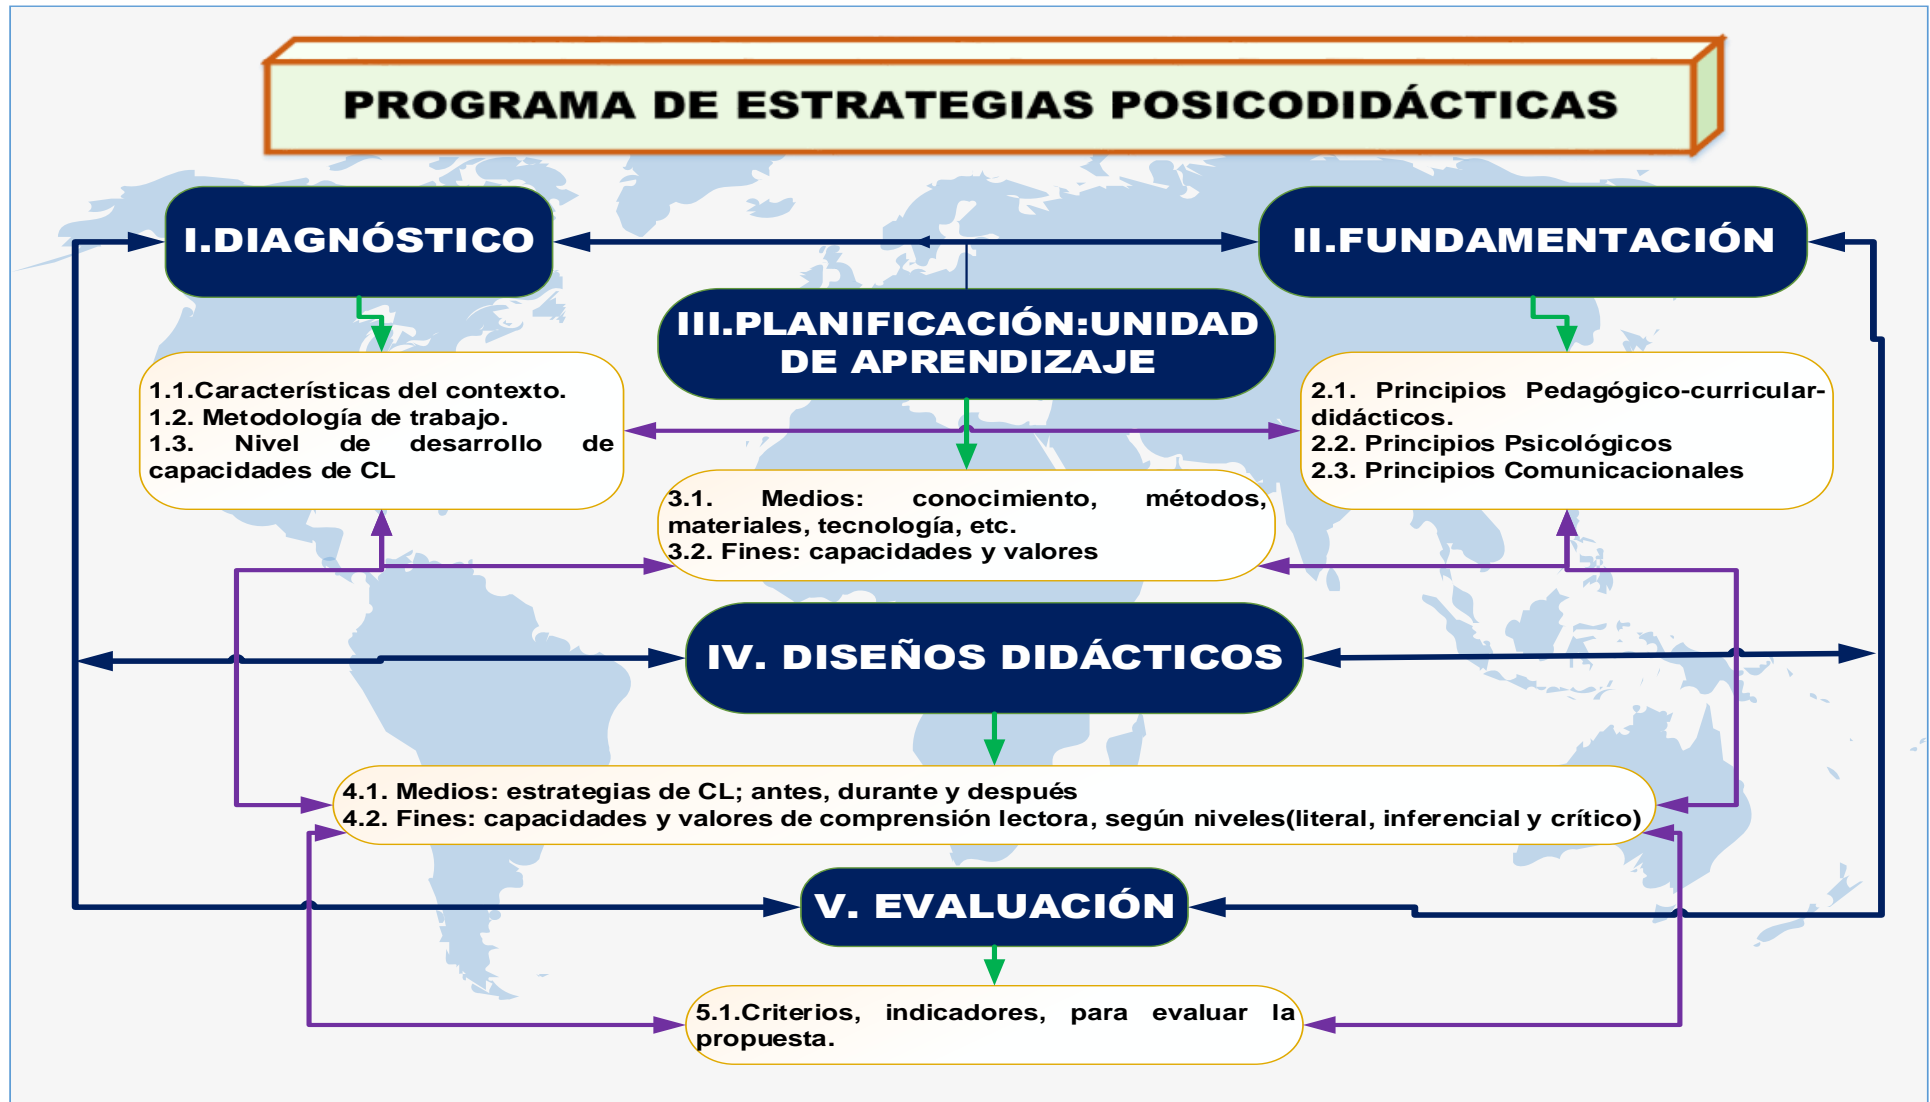 PROGRAMA DE ESTRATEGIAS POSICODIDÁCTICAS
I.DIAGNÓSTICO
II.FUNDAMENTACIÓN
III.PLANIFICACIÓN:UNIDAD
DE APRENDIZAJE
1.1.Características del contexto.
1.2. Metodología de trabajo.
1.3. Nivel de desarrollo de
capacidades de CL
2.1. Principios Pedagógico-curricular-
didácticos.
2.2. Principios Psicológicos
2.3. Principios Comunicacionales
3.1. Medios: conocimiento, métodos,
materiales, tecnología, etc.
3.2. Fines: capacidades y valores
IV. DISEÑOS DIDÁCTICOS
4.1. Medios: estrategias de CL; antes, durante y después
4.2. Fines: capacidades y valores de comprensión lectora, según niveles(literal, inferencial y crítico)
V. EVALUACIÓN
5.1.Criterios, indicadores, para evaluar la
propuesta.